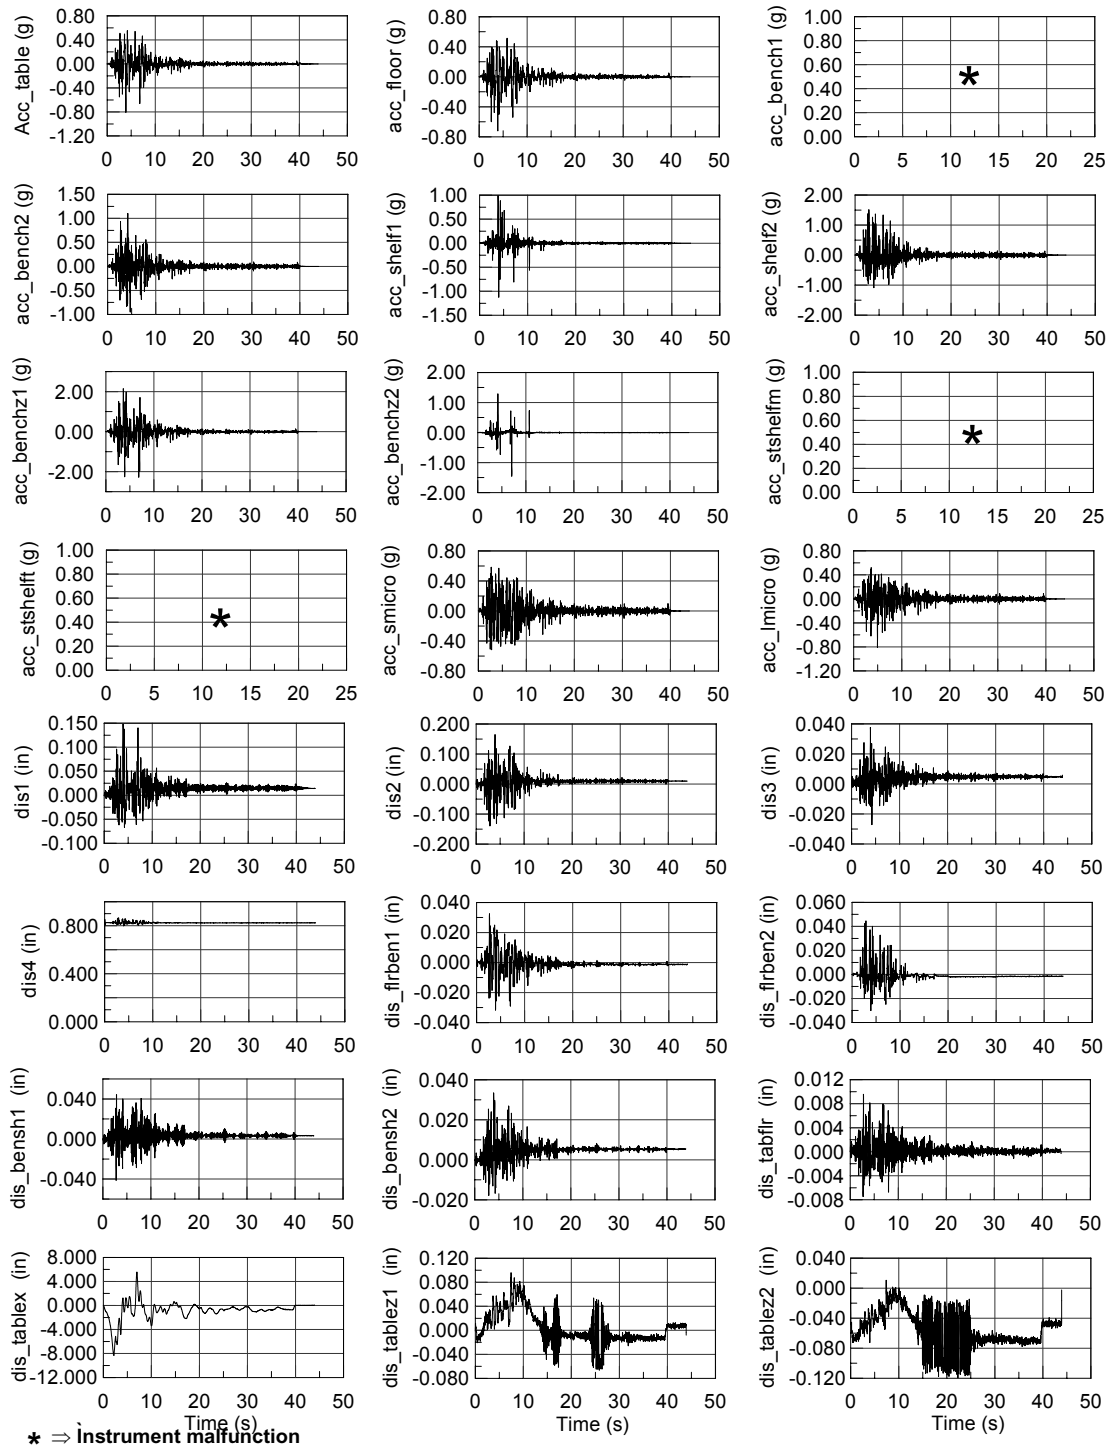 Acc_table (g)
0.80
0.40
0.00
-0.40
-0.80
-1.20
0 10 20 30 40 50
acc_floor (g)
0.80
0.40
0.00
-0.40
-0.80
0 10 20 30 40 50
acc_bench1 (g)
1.00
0.80
0.60
0.40
0.20
0.00
*
0 5 10 15 20 25
acc_bench2 (g)
1.50
1.00
0.50
0.00
-0.50
-1.00
0 10 20 30 40 50
acc_shelf1 (g)
1.00
0.50
0.00
-0.50
-1.00
-1.50
0 10 20 30 40 50
acc_shelf2 (g)
2.00
1.00
0.00
-1.00
-2.00
0 10 20 30 40 50
acc_benchz1 (g)
2.00
0.00
-2.00
0 10 20 30 40 50
acc_benchz2 (g)
2.00
1.00
0.00
-1.00
-2.00
0 10 20 30 40 50
acc_stshelfm (g)
1.00
0.80
0.60
0.40
0.20
0.00
*
0 5 10 15 20 25
acc_stshelft (g)
1.00
0.80
0.60
0.40
0.20
0.00
*
0 5 10 15 20 25
acc_smicro (g)
0.80
0.40
0.00
-0.40
-0.80
0 10 20 30 40 50
acc_lmicro (g)
0.80
0.40
0.00
-0.40
-0.80
-1.20
0 10 20 30 40 50
dis1 (in)
0.150
0.100
0.050
0.000
-0.050
-0.100
0 10 20 30 40 50
dis2 (in)
0.200
0.100
0.000
-0.100
-0.200
0 10 20 30 40 50
dis3 (in)
0.040
0.020
0.000
-0.020
-0.040
0 10 20 30 40 50
dis4 (in)
0.800
0.400
0.000
0 10 20 30 40 50
dis_flrben1 (in)
0.040
0.020
0.000
-0.020
-0.040
0 10 20 30 40 50
dis_flrben2 (in)
0.060
0.040
0.020
0.000
-0.020
-0.040
0 10 20 30 40 50
dis_bensh1 (in)
0.040
0.000
-0.040
0 10 20 30 40 50
dis_bensh2 (in)
0.040
0.020
0.000
-0.020
0 10 20 30 40 50
dis_tabflr (in)
0.012
0.008
0.004
0.000
-0.004
-0.008
0 10 20 30 40 50
dis_tablex (in)
8.000
4.000
0.000
-4.000
-8.000
-12.000
0 10 20 30 40 50
Time (s)
dis_tablez1 (in)
0.120
0.080
0.040
0.000
-0.040
-0.080
0 10 20 30 40 50
Time (s)
dis_tablez2 (in)
0.040
0.000
-0.040
-0.080
-0.120
0 10 20 30 40 50
Time (s)
* ⇒ Instrument malfunction